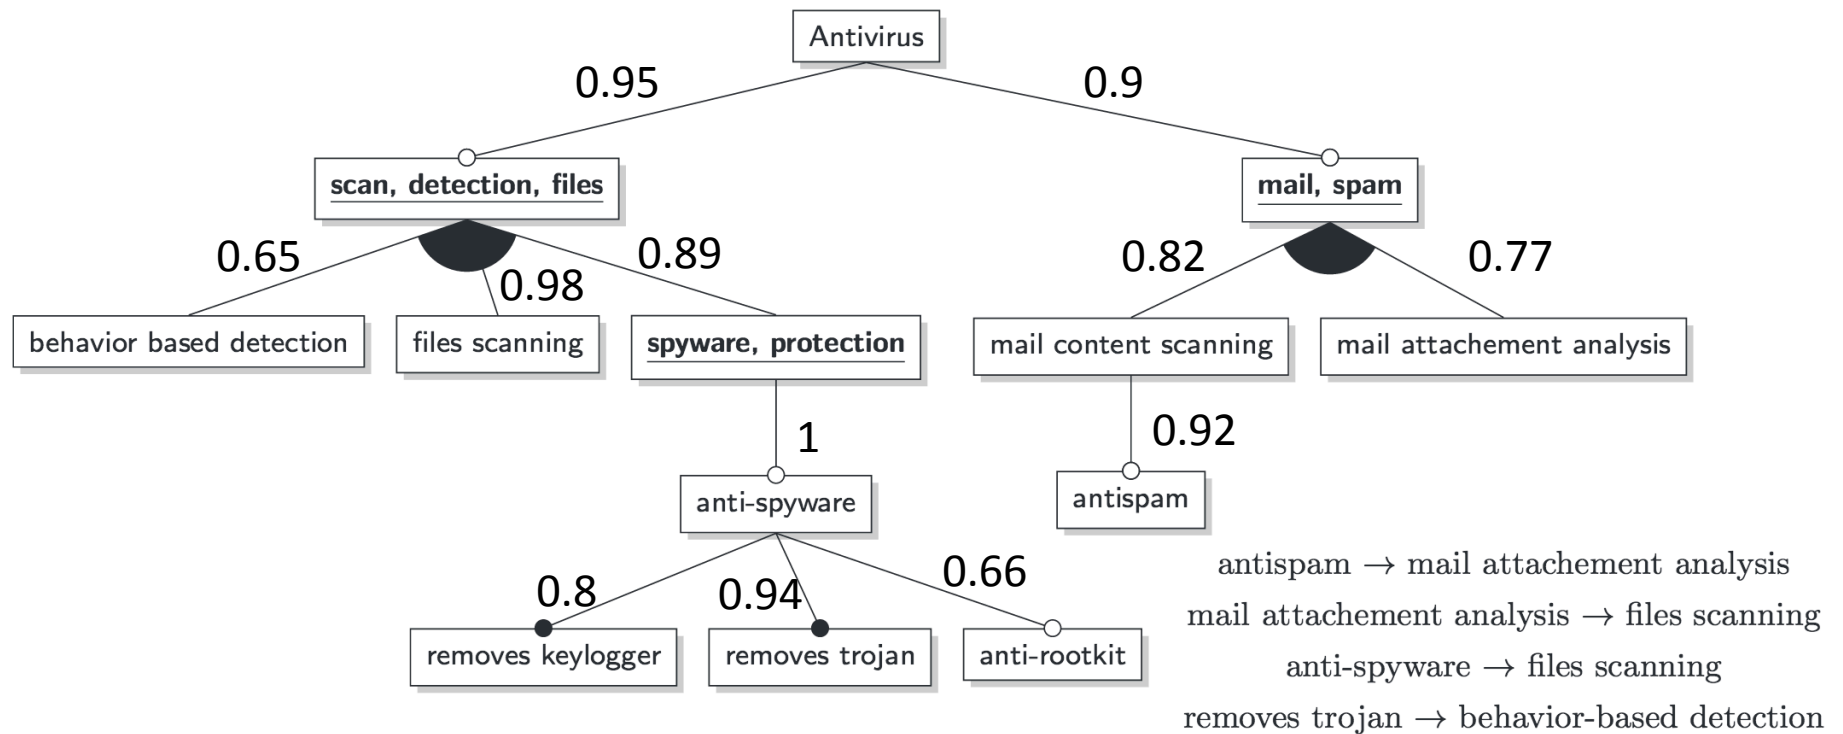 Antivirus
0.95
0.9
scan, detection, files
mail, spam
0.65
0.98
0.89
0.82
0.77
behavior based detection
files scanning
spyware, protection
mail content scanning
mail attachement analysis
1
0.92
anti-spyware
antispam
0.8
0.94
0.66
removes keylogger
removes trojan
anti-rootkit
antispam → mail attachement analysis
mail attachement analysis → files scanning
anti-spyware → files scanning
removes trojan → behavior-based detection